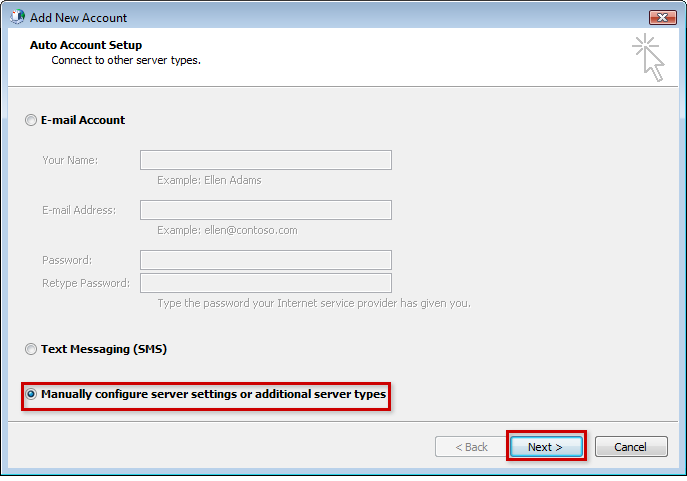 Add New Account
Auto Account Setup
Connect to other server types.
E-mail Account
Your Name:
Example: Ellen Adams
E-mail Address:
Example: ellen@contoso.com
Password:
Retype Password:
Type the password your Internet service provider has given you.
Text Messaging (SMS)
Manually configure server settings or additional server types
< Back Next > Cancel